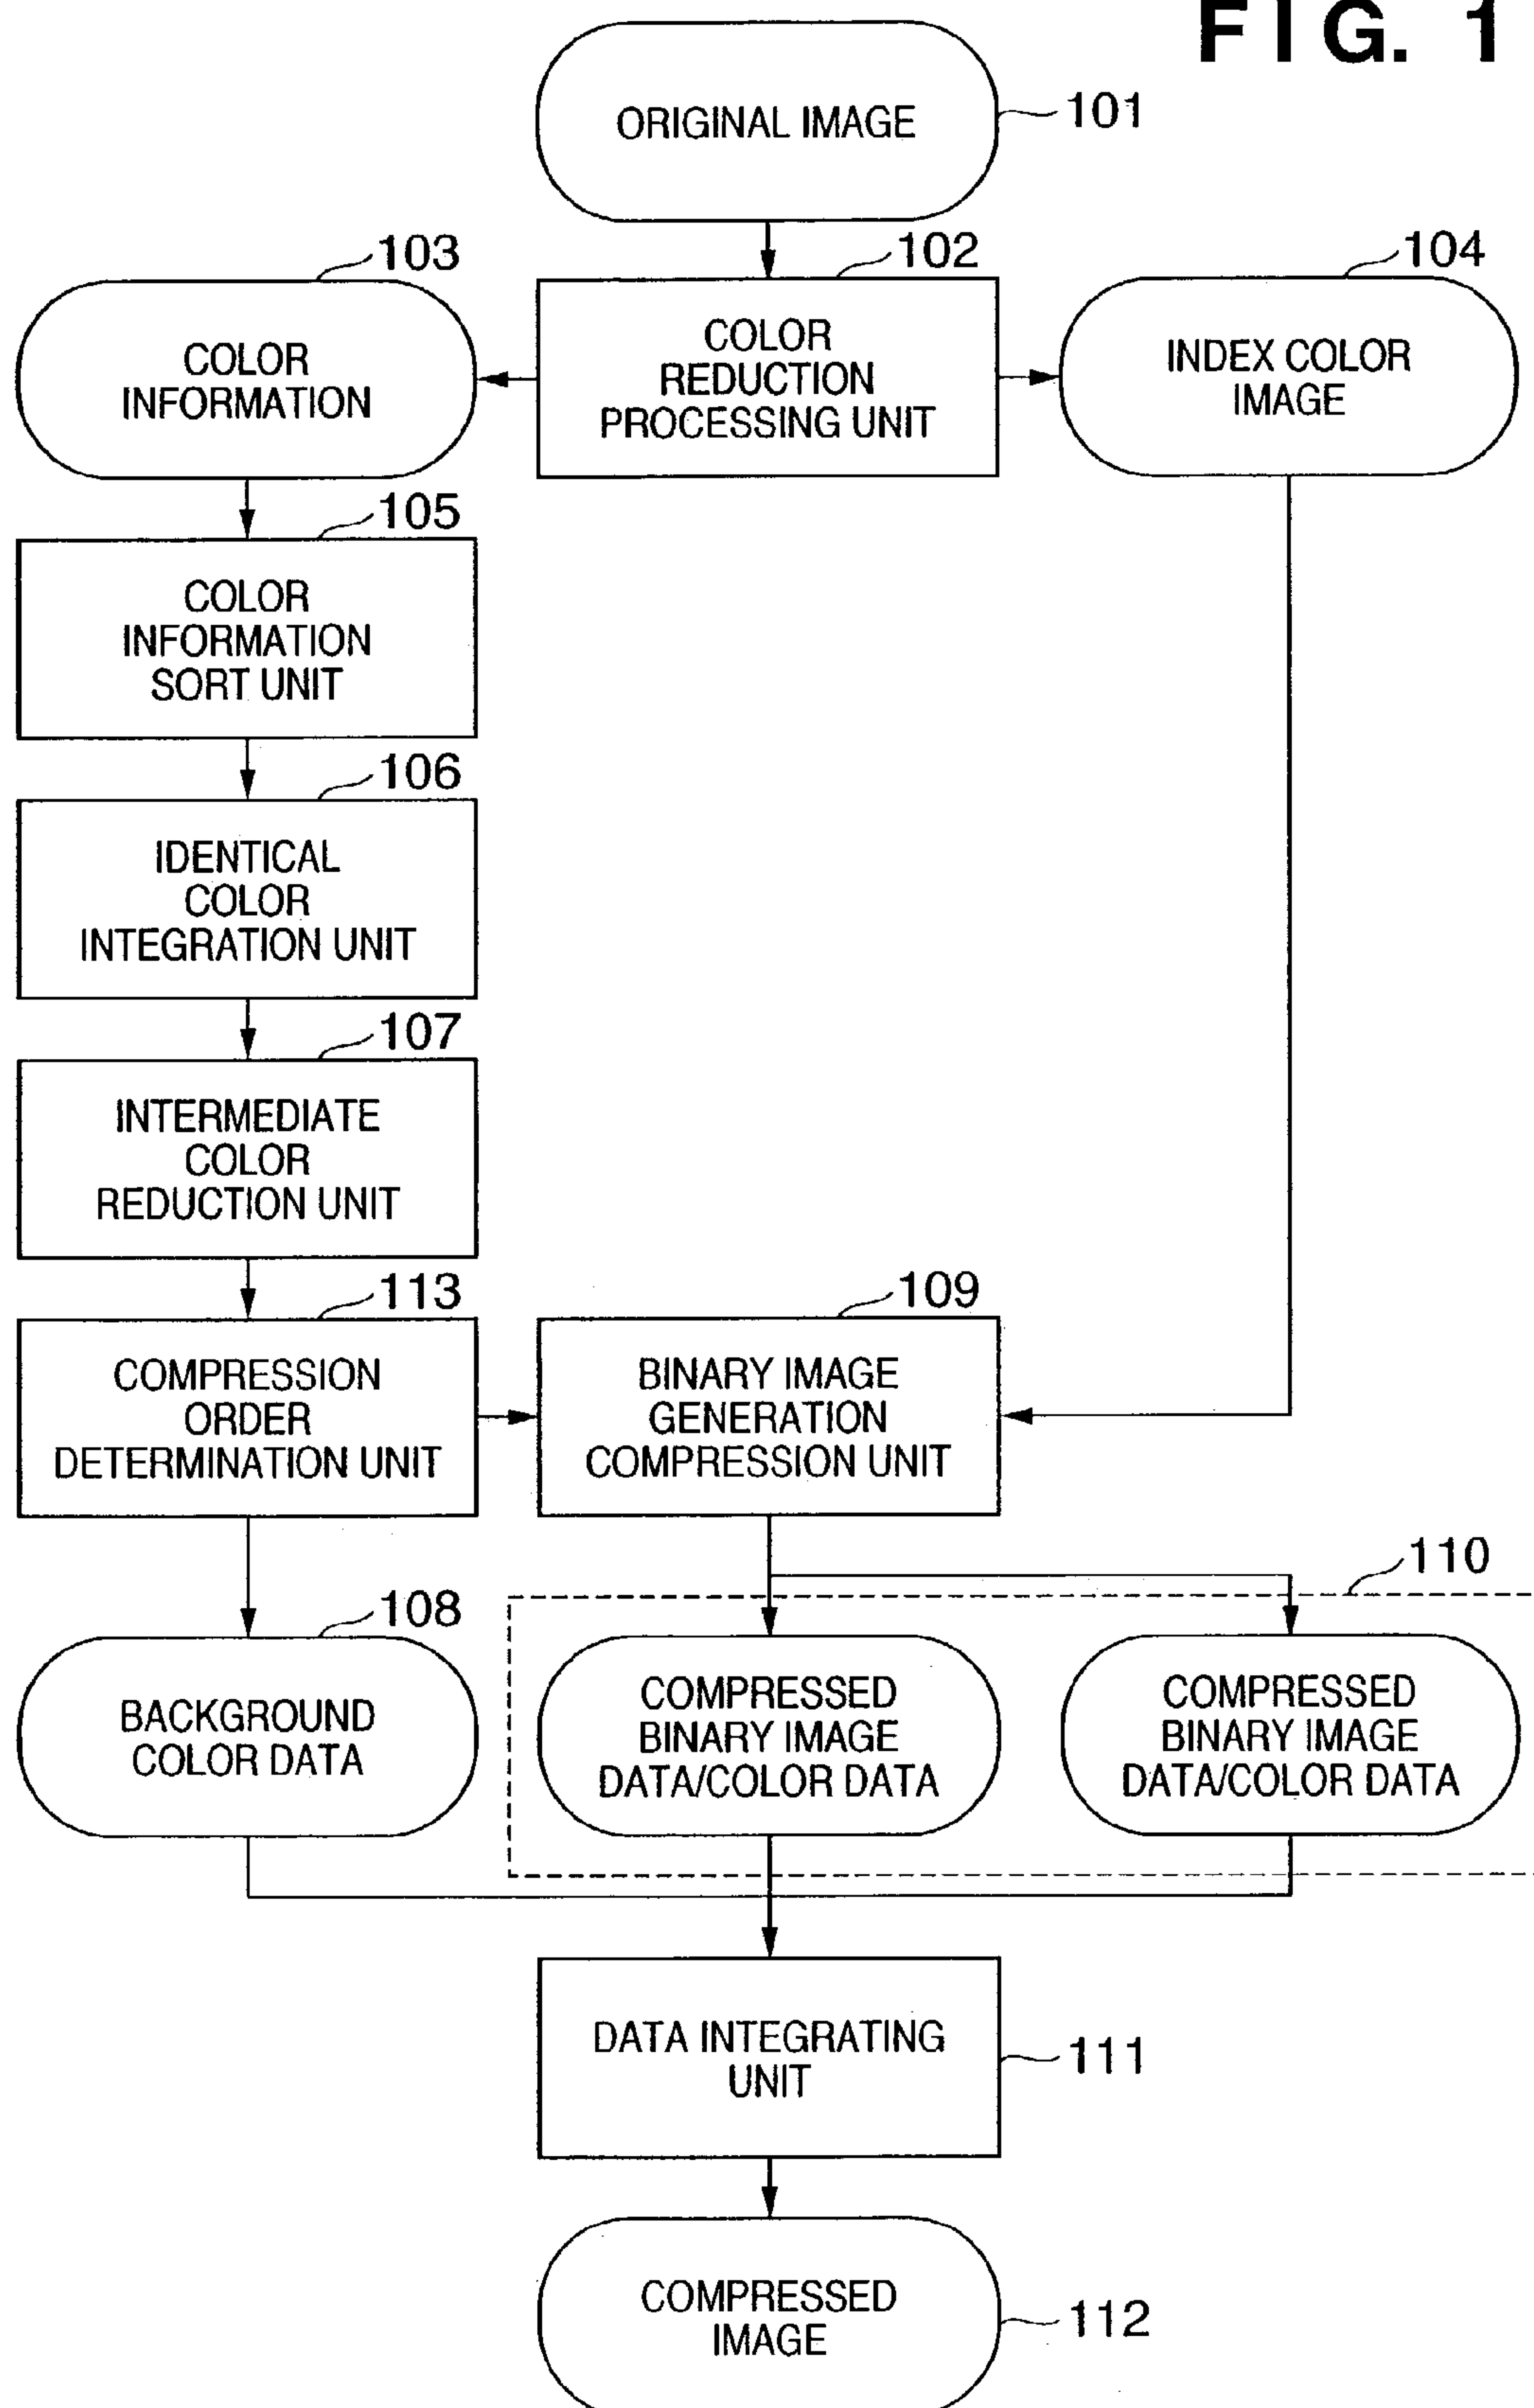 FIG. 1
ORIGINAL IMAGE
101
103
102
104
COLOR
INFORMATION
COLOR
REDUCTION
PROCESSING UNIT
INDEX COLOR
IMAGE
105
COLOR
INFORMATION
SORT UNIT
106
IDENTICAL
COLOR
INTEGRATION UNIT
107
INTERMEDIATE
COLOR
REDUCTION UNIT
113
109
COMPRESSION
ORDER
DETERMINATION UNIT
BINARY IMAGE
GENERATION
COMPRESSION UNIT
110
108
BACKGROUND
COLOR DATA
COMPRESSED
BINARY IMAGE
DATA/COLOR DATA
COMPRESSED
BINARY IMAGE
DATA/COLOR DATA
DATA INTEGRATING
UNIT
111
COMPRESSED
IMAGE
112